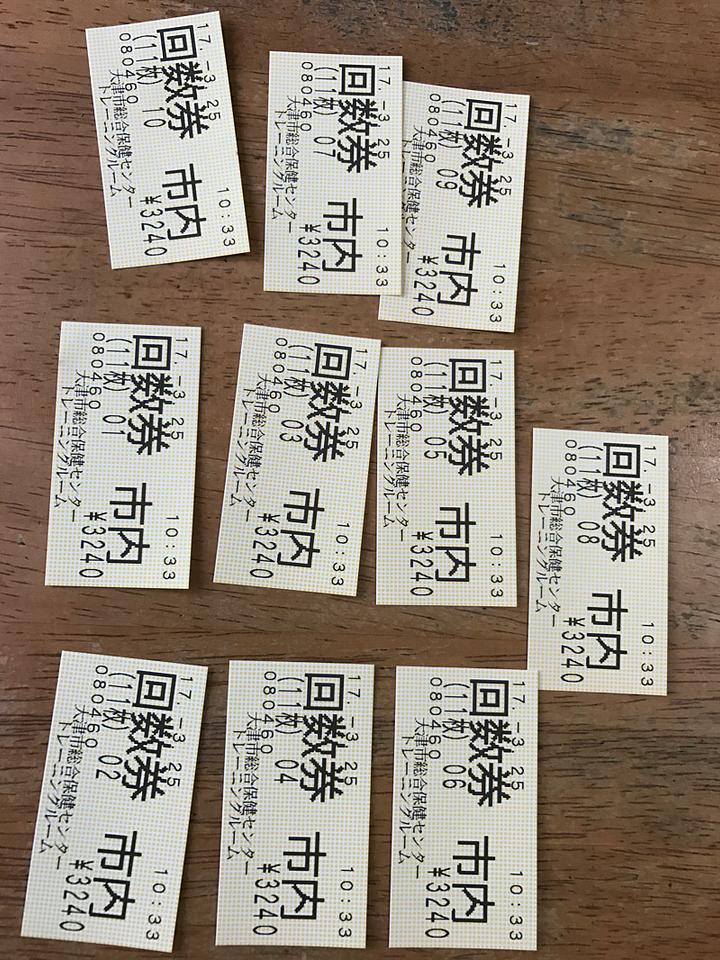 17.-3.25 10:33
回数券 市内
(11枚) 10 ¥3240
080460
大津市総合保健センター
トレーニングルーム
17.-3.25 10:33
回数券 市内
(11枚) 07 ¥3240
080460
大津市総合保健センター
トレーニングルーム
17.-3.25 10:33
回数券 市内
(11枚) 09 ¥3240
080460
大津市総合保健センター
トレーニングルーム
17.-3.25 10:33
回数券 市内
(11枚) 01 ¥3240
080460
大津市総合保健センター
トレーニングルーム
17.-3.25 10:33
回数券 市内
(11枚) 03 ¥3240
080460
大津市総合保健センター
トレーニングルーム
17.-3.25 10:33
回数券 市内
(11枚) 05 ¥3240
080460
大津市総合保健センター
トレーニングルーム
17.-3.25 10:33
回数券 市内
(11枚) 08 ¥3240
080460
大津市総合保健センター
トレーニングルーム
17.-3.25 10:33
回数券 市内
(11枚) 02 ¥3240
080460
大津市総合保健センター
トレーニングルーム
17.-3.25 10:33
回数券 市内
(11枚) 04 ¥3240
080460
大津市総合保健センター
トレーニングルーム
17.-3.25 10:33
回数券 市内
(11枚) 06 ¥3240
080460
大津市総合保健センター
トレーニングルーム